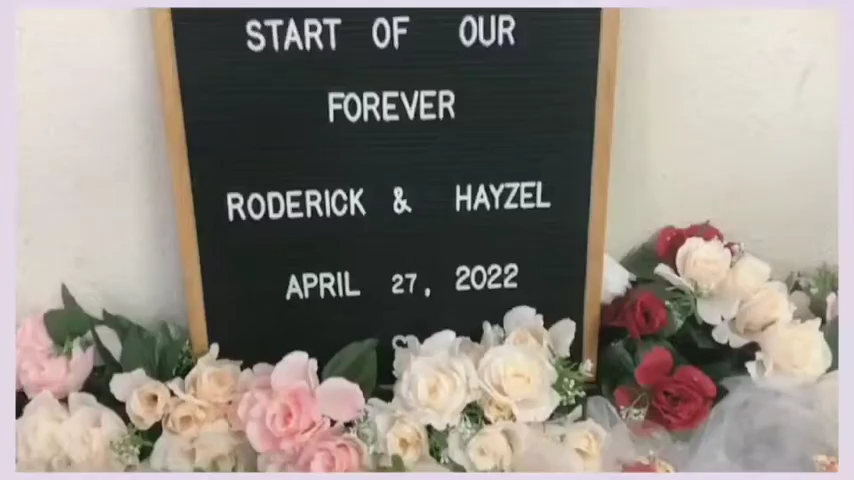 START OF OUR
FOREVER
RODERICK & HAYZEL
APRIL 27, 2022